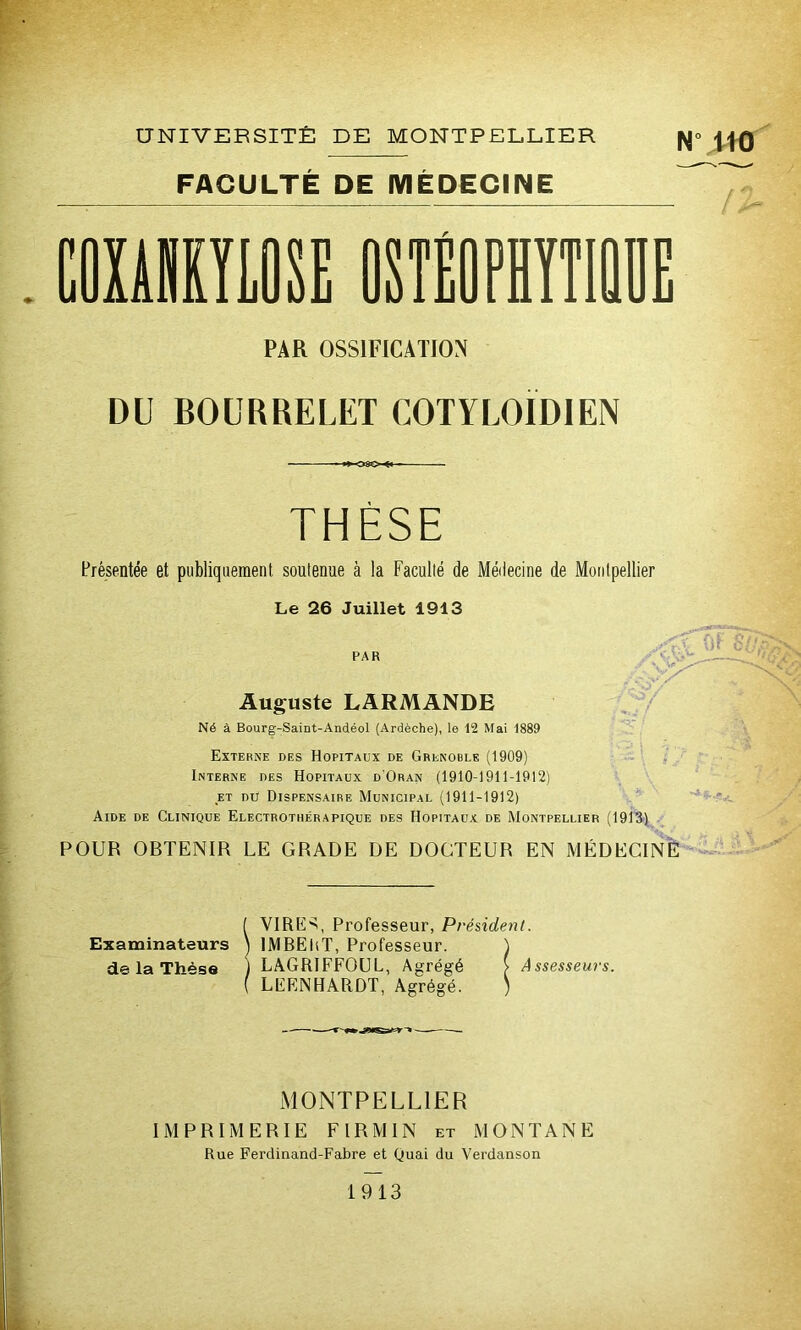 UNIVERSITÉ DE MONTPELLIER
N° 110
FACULTÉ DE MÉDECINE
12
COXANKYLOSE OSTÉOPHYTIQUE
PAR OSSIFICATION
DU BOURRELET COTYLOÏDIEN
THÈSE
Présentée et publiquement soutenue à la Faculté de Médecine de Montpellier
Le 26 Juillet 1913
PAR
OF
Auguste LARMANDE
Né à Bourg-Saint-Andéol (Ardèche), le 12 Mai 1889
Externe des Hopitaux de Grenoble (1909)
Interne des Hopitaux d'Oran (1910-1911-1912)
et du Dispensaire Municipal (1911-1912)
Aide de Clinique Electrothérapique des Hopitaux de Montpellier (1913)
POUR OBTENIR LE GRADE DE DOCTEUR EN MÉDECINE
Examinateurs de la Thèse
VIRES, Professeur, Président.
IMBERT, Professeur.
LAGRIFFOUL, Agrégé
LEENHARDT, Agrégé.
Assesseurs.
MONTPELLIER
IMPRIMERIE FIRMIN ET MONTANE
Rue Ferdinand-Fabre et Quai du Verdanson
1913